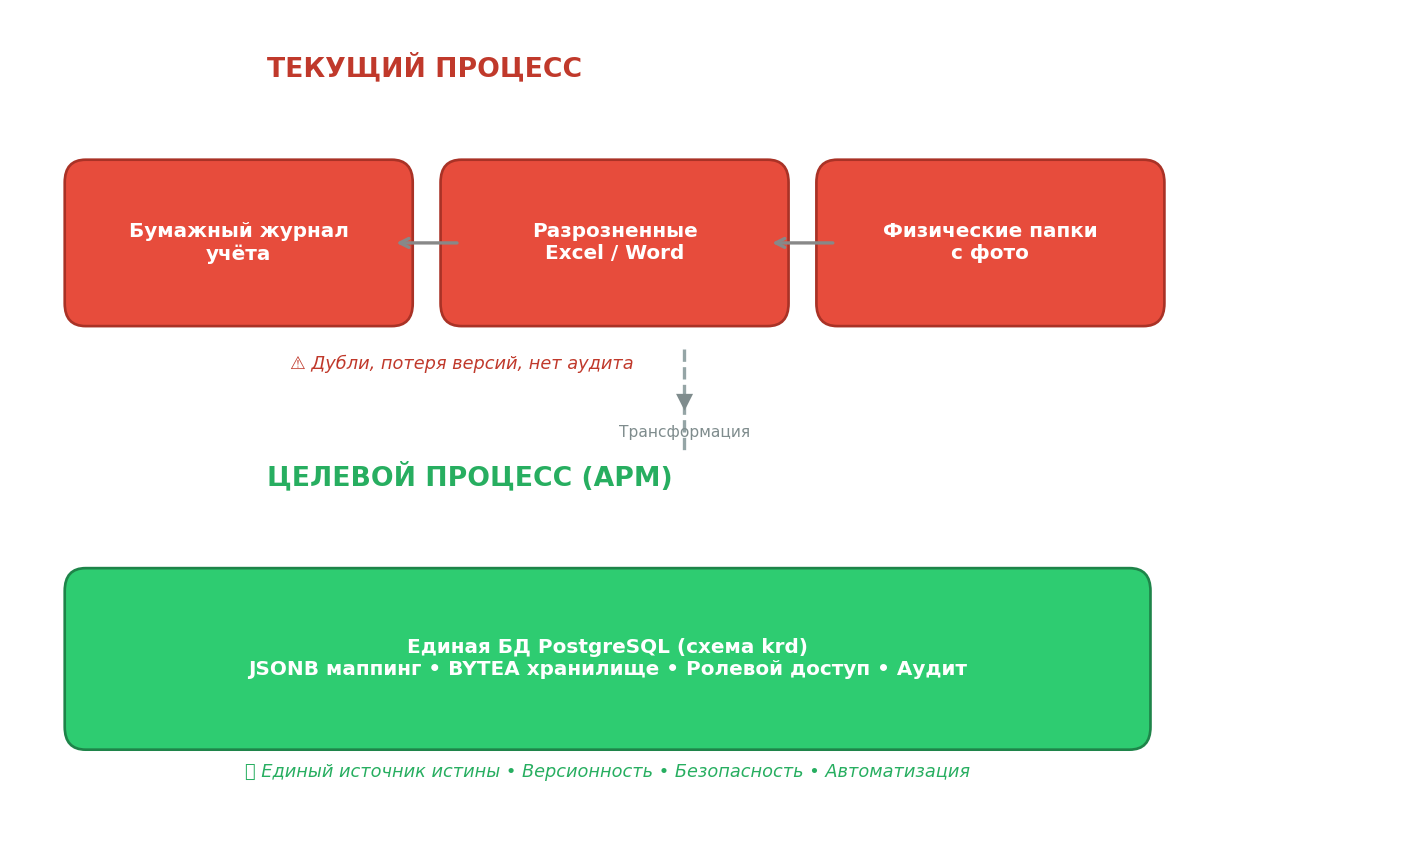 ТЕКУЩИЙ ПРОЦЕСС
Бумажный журнал
учёта
Разрозненные
Excel / Word
Физические папки
с фото
⚠ Дубли, потеря версий, нет аудита
Трансформация
ЦЕЛЕВОЙ ПРОЦЕСС (АРМ)
Единая БД PostgreSQL (схема krd)
JSONB маппинг • BYTEA хранилище • Ролевой доступ • Аудит
Единый источник истины • Версионность • Безопасность • Автоматизация